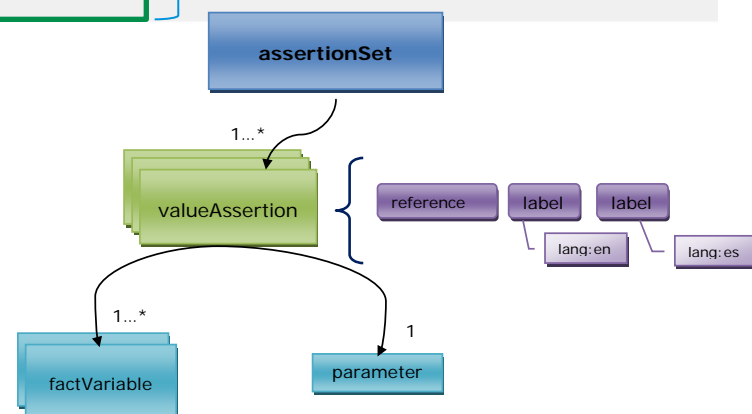 assertionSet
1...*
valueAssertion
reference
label
label
lang:en
lang:es
1...*
1
factVariable
parameter